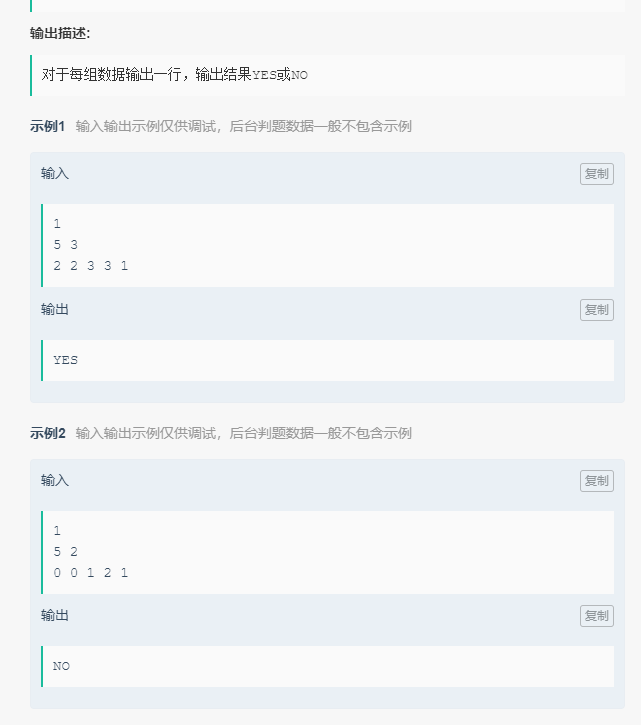 输出描述:
对于每组数据输出一行，输出结果YES或NO
示例1 输入输出示例仅供调试，后台判题数据一般不包含示例
输入 复制
1
5 3
2 2 3 3 1
输出 复制
YES
示例2 输入输出示例仅供调试，后台判题数据一般不包含示例
输入 复制
1
5 2
0 0 1 2 1
输出 复制
NO